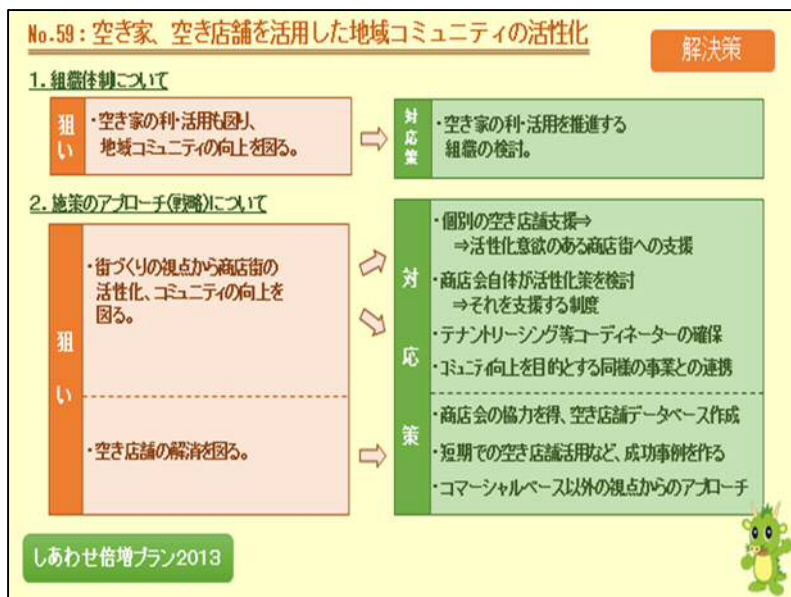 No.59：空き家、空き店舗を活用した地域コミュニティの活性化
解決策
1.組織体制について
狙い
・空き家の利・活用も図り、
地域コミュニティの向上を図る。
対応策
・空き家の利・活用を推進する
組織の検討。
2.施策のアプローチ(戦略)について
狙い
・街づくりの視点から商店街の
活性化、コミュニティの向上を
図る。
・空き店舗の解消を図る。
対応策
・個別の空き店舗支援⇒
⇒活性化意欲のある商店街への支援
・商店会自体が活性化策を検討
⇒それを支援する制度
・テナントリーシング等コーディネーターの確保
・コミュニティ向上を目的とする同様の事業との連携
・商店会の協力を得、空き店舗データベース作成
・短期での空き店舗活用など、成功事例を作る
・コマーシャルベース以外の視点からのアプローチ
しあわせ倍増プラン2013